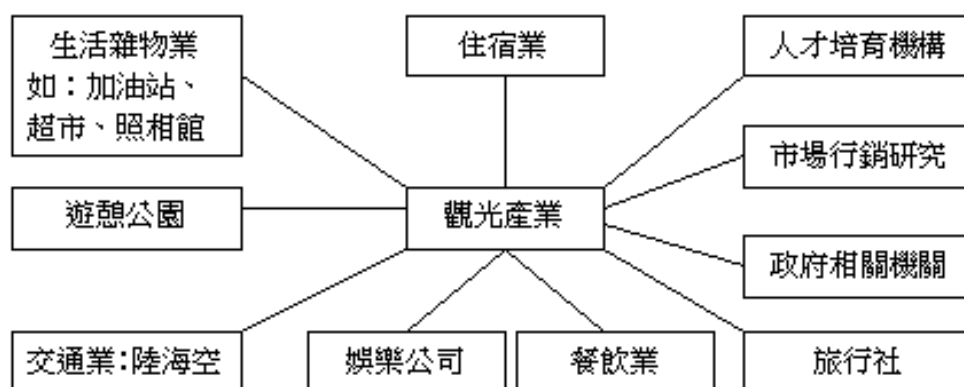 生活雜物業
如：加油站、
超市、照相館
住宿業
人才培育機構
市場行銷研究
遊憩公園
觀光產業
政府相關機關
交通業:陸海空
娛樂公司
餐飲業
旅行社